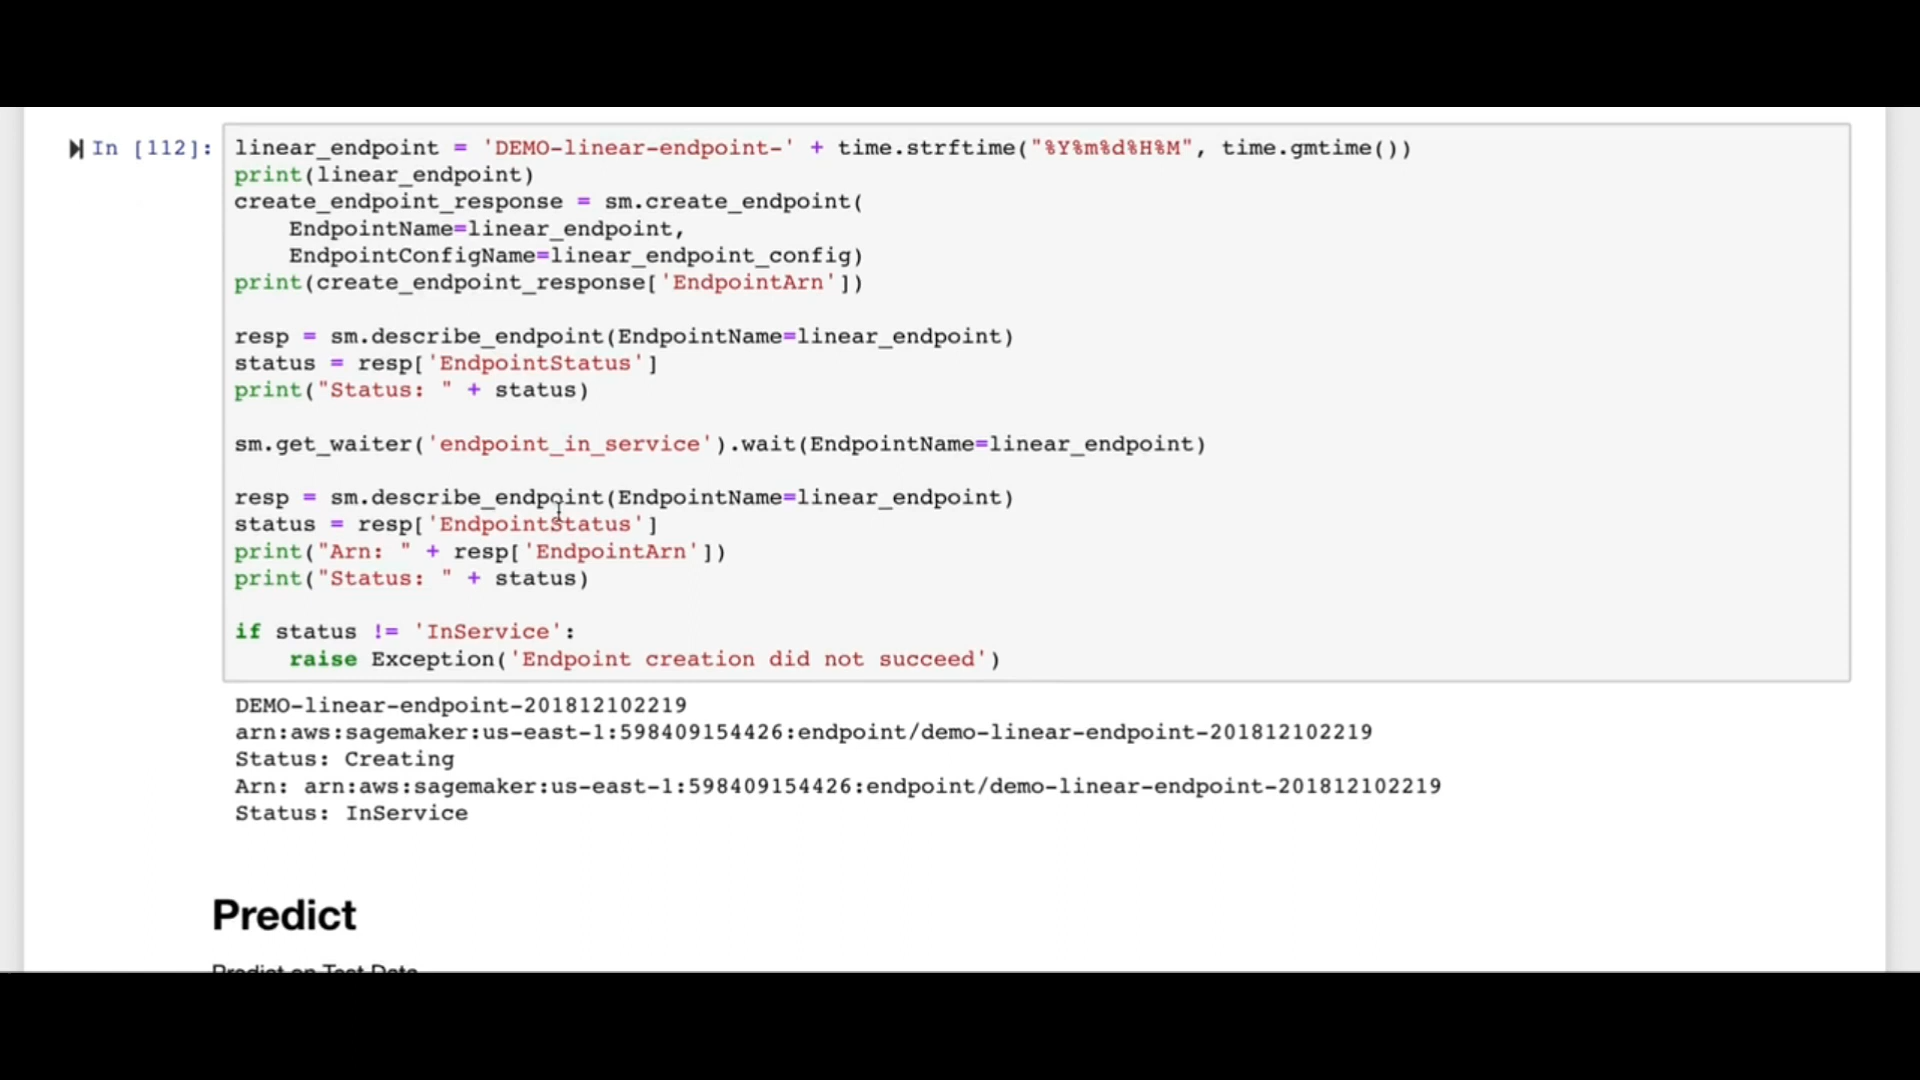 In [112]: linear_endpoint = 'DEMO-linear-endpoint-' + time.strftime("%Y%m%d%H%M", time.gmtime())
print(linear_endpoint)
create_endpoint_response = sm.create_endpoint(
    EndpointName=linear_endpoint,
    EndpointConfigName=linear_endpoint_config)
print(create_endpoint_response['EndpointArn'])

resp = sm.describe_endpoint(EndpointName=linear_endpoint)
status = resp['EndpointStatus']
print("Status: " + status)

sm.get_waiter('endpoint_in_service').wait(EndpointName=linear_endpoint)

resp = sm.describe_endpoint(EndpointName=linear_endpoint)
status = resp['EndpointStatus']
print("Arn: " + resp['EndpointArn'])
print("Status: " + status)

if status != 'InService':
    raise Exception('Endpoint creation did not succeed')
DEMO-linear-endpoint-201812102219
arn:aws:sagemaker:us-east-1:598409154426:endpoint/demo-linear-endpoint-201812102219
Status: Creating
Arn: arn:aws:sagemaker:us-east-1:598409154426:endpoint/demo-linear-endpoint-201812102219
Status: InService
Predict
Predict on Test Data